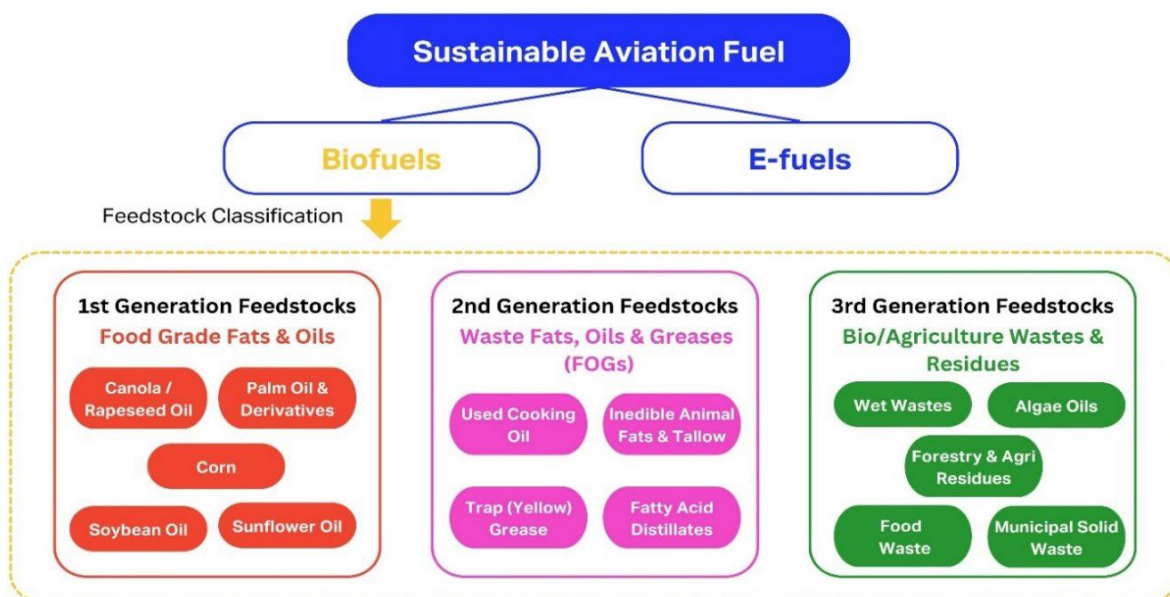 Sustainable Aviation Fuel
Biofuels
E-fuels
Feedstock Classification
1st Generation Feedstocks
Food Grade Fats & Oils
Canola /
Rapeseed Oil
Palm Oil &
Derivatives
Corn
Soybean Oil
Sunflower Oil
2nd Generation Feedstocks
Waste Fats, Oils & Greases
(FOGs)
Used Cooking
Oil
Inedible Animal
Fats & Tallow
Trap (Yellow)
Grease
Fatty Acid
Distillates
3rd Generation Feedstocks
Bio/Agriculture Wastes &
Residues
Wet Wastes
Algae Oils
Forestry & Agri
Residues
Food
Waste
Municipal Solid
Waste